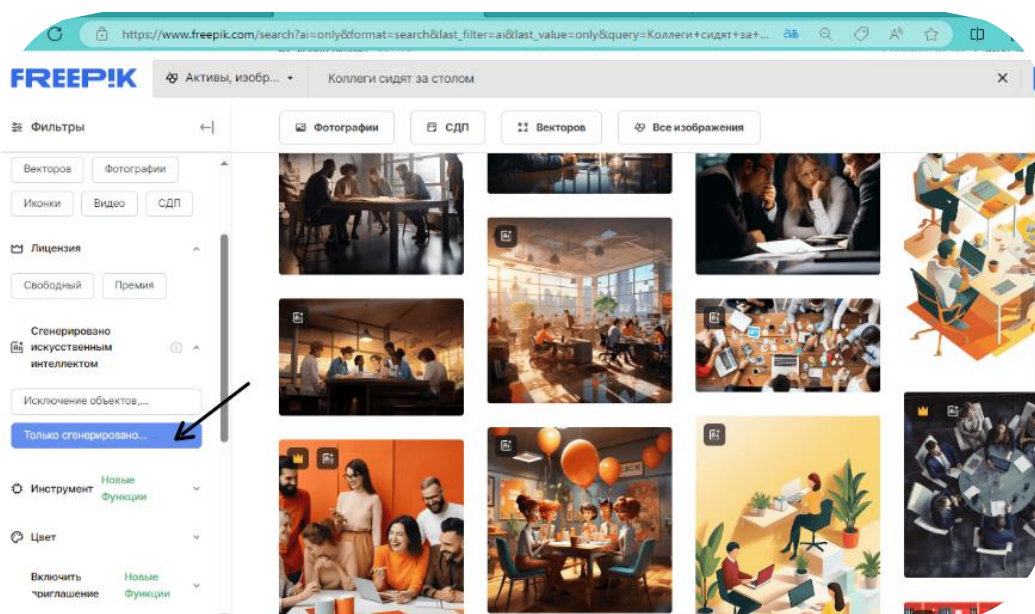 https://www.freepik.com/search?ai=only&format=search&last_filter=ai&last_value=only&query=Коллеги+сидят+за+...
FREEPIK
Активы, изобр...
Коллеги сидят за столом
Фильтры
Фотографии
СДП
Векторов
Все изображения
Векторов
Фотографии
Иконки
Видео
СДП
Лицензия
Свободный
Премия
Сгенерировано
искусственным
интеллектом
Исключение объектов,...
Только сгенерировано...
Инструмент
Новые
Функции
Цвет
Включить
приглашение
Новые
Функции